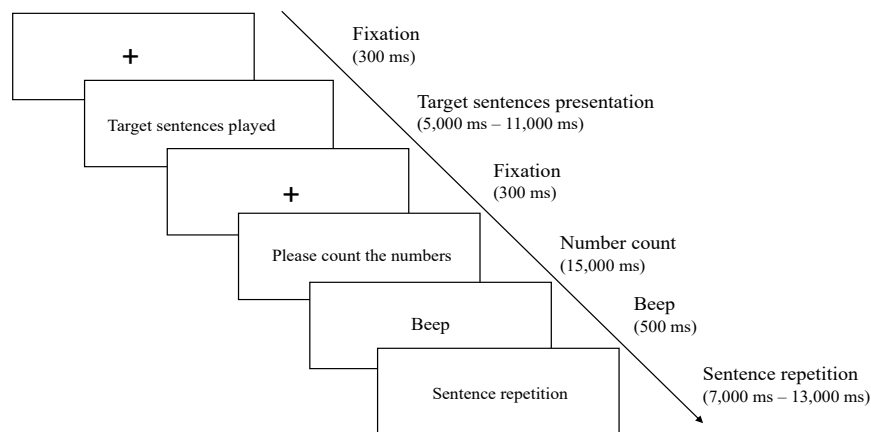 Fixation
(300 ms)
+
Target sentences presentation
(5,000 ms – 11,000 ms)
Target sentences played
Fixation
(300 ms)
+
Number count
(15,000 ms)
Please count the numbers
Beep
(500 ms)
Beep
Sentence repetition
(7,000 ms – 13,000 ms)
Sentence repetition